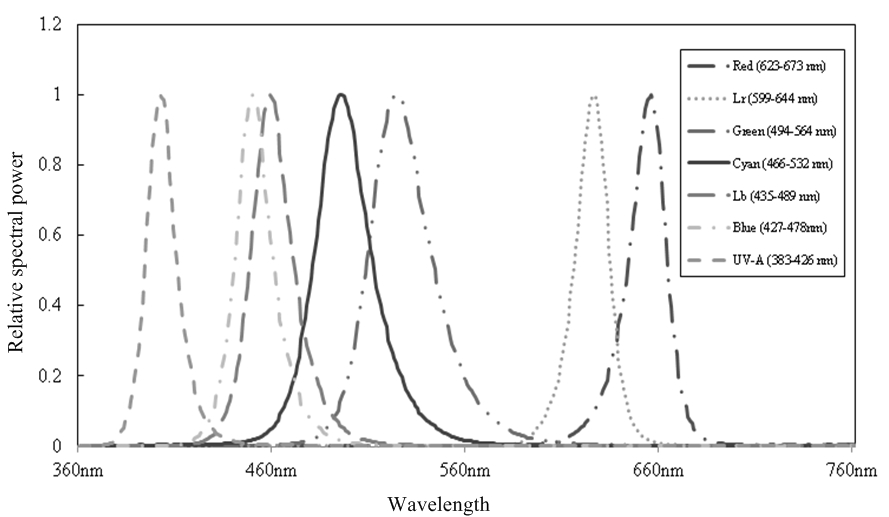 1.2
1
0.8
0.6
0.4
0.2
0
Relative spectral power
360nm 460nm 560nm 660nm 760nm
Wavelength
Red (623-673 nm)
Lr (599-644 nm)
Green (494-564 nm)
Cyan (466-532 nm)
Lb (435-489 nm)
Blue (427-478nm)
UV-A (383-426 nm)